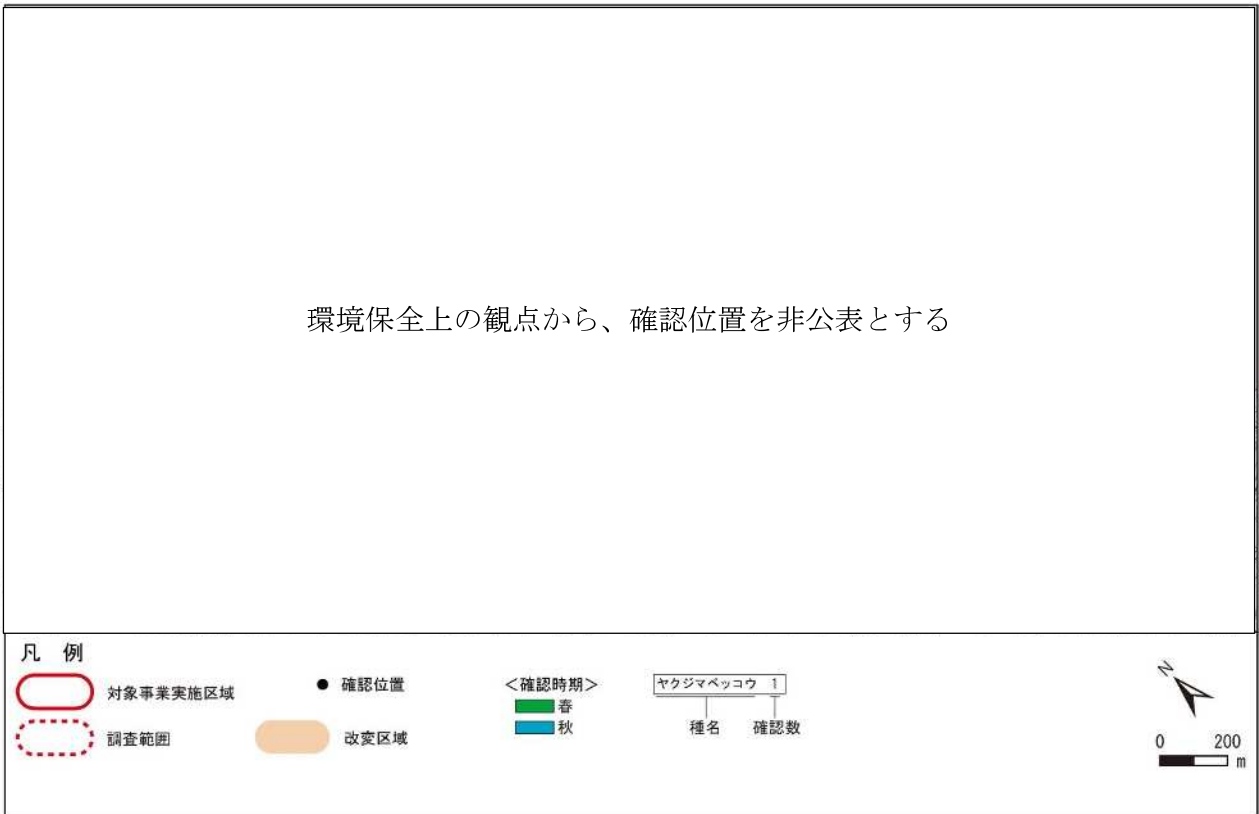 環境保全上の観点から、確認位置を非公表とする
凡 例
対象事業実施区域
調査範囲
確認位置
改変区域
＜確認時期＞
春
秋
ヤクジマベッコウ 1
種名 確認数
N
0 200
m